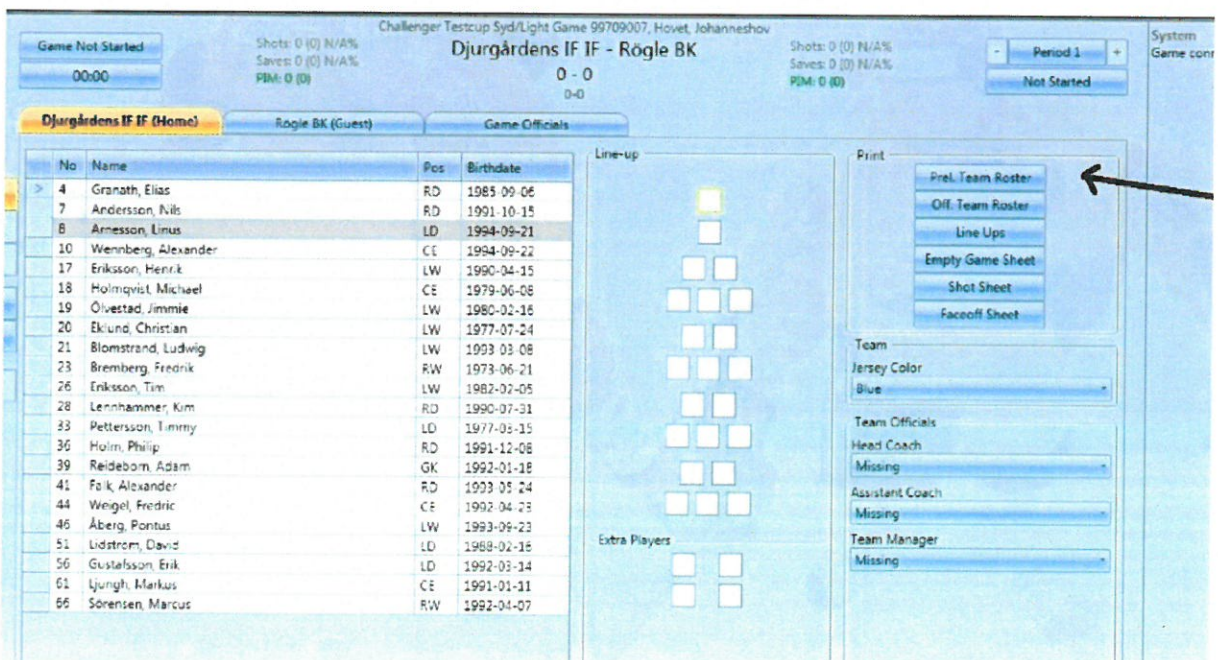 Challenger Testcup Syd/Light Game 99709007, Hovet, Johanneshov
Game Not Started
00:00
Shots: 0 (0) N/A%
Saves: 0 (0) N/A%
PIM: 0 (0)
Djurgårdens IF IF - Rögle BK
0 - 0
0-0
Shots: 0 (0) N/A%
Saves: 0 (0) N/A%
PIM: 0 (0)
- Period 1 +
Not Started
System
Game conn
Djurgårdens IF IF (Home) Rögle BK (Guest) Game Officials
No Name Pos Birthdate
> 4 Granath, Elias RD 1985-09-06
7 Andersson, Nils RD 1991-10-15
8 Arnesson, Linus LD 1994-09-21
10 Wennberg, Alexander CE 1994-09-22
17 Eriksson, Henrik LW 1990-04-15
18 Holmqvist, Michael CE 1979-06-08
19 Ölvestad, Jimmie LW 1980-02-16
20 Eklund, Christian LW 1977-07-24
21 Blomstrand, Ludwig LW 1993-03-08
23 Bremberg, Fredrik RW 1973-06-21
26 Eriksson, Tim LW 1982-02-05
28 Lennhammer, Kim RD 1990-07-31
33 Pettersson, Timmy LD 1977-03-15
36 Holm, Philip RD 1991-12-08
39 Reideborn, Adam GK 1992-01-18
41 Falk, Alexander RD 1993-05-24
44 Weigel, Fredric CE 1992-04-23
46 Åberg, Pontus LW 1993-09-23
51 Lidström, David LD 1988-02-16
56 Gustafsson, Erik LD 1992-03-14
61 Ljungh, Markus CE 1991-01-11
66 Sörensen, Marcus RW 1992-04-07
Line-up
Extra Players
Print
Prel. Team Roster
Off. Team Roster
Line Ups
Empty Game Sheet
Shot Sheet
Faceoff Sheet
Team
Jersey Color
Blue
Team Officials
Head Coach
Missing
Assistant Coach
Missing
Team Manager
Missing